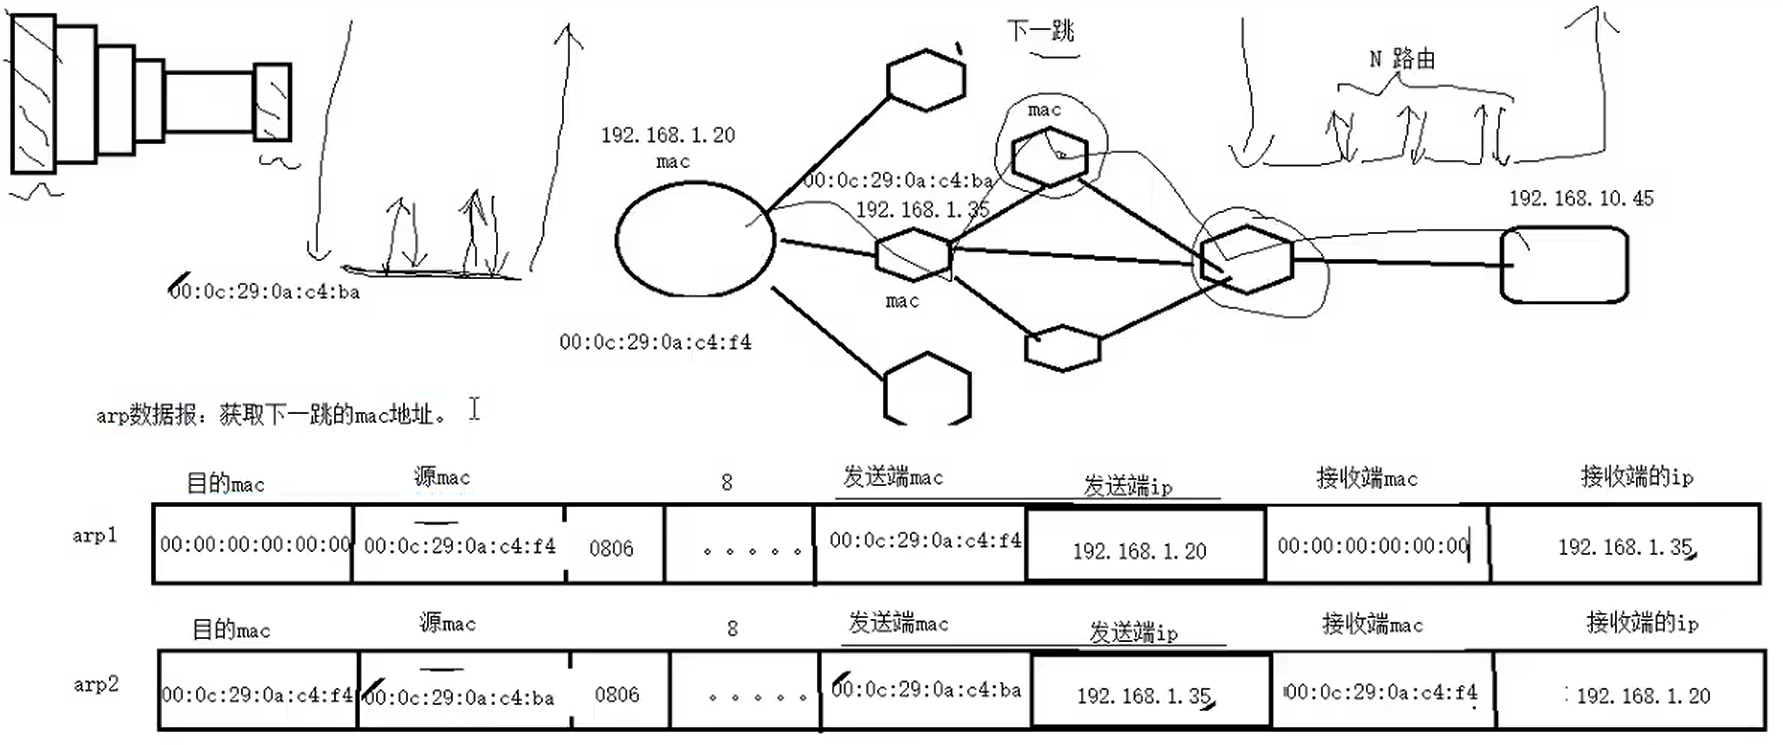 下一跳
N 路由
192.168.1.20
mac
mac
00:0c:29:0a:c4:ba
192.168.1.35
192.168.10.45
00:0c:29:0a:c4:ba
mac
00:0c:29:0a:c4:f4
arp数据报：获取下一跳的mac地址。
目的mac 源mac 8 发送端mac 发送端ip 接收端mac 接收端的ip
arp1 00:00:00:00:00:00 00:0c:29:0a:c4:f4 0806 。。。。。 00:0c:29:0a:c4:f4 192.168.1.20 00:00:00:00:00:00 192.168.1.35
目的mac 源mac 8 发送端mac 发送端ip 接收端mac 接收端的ip
arp2 00:0c:29:0a:c4:f4 00:0c:29:0a:c4:ba 0806 。。。。。 00:0c:29:0a:c4:ba 192.168.1.35 00:0c:29:0a:c4:f4 192.168.1.20